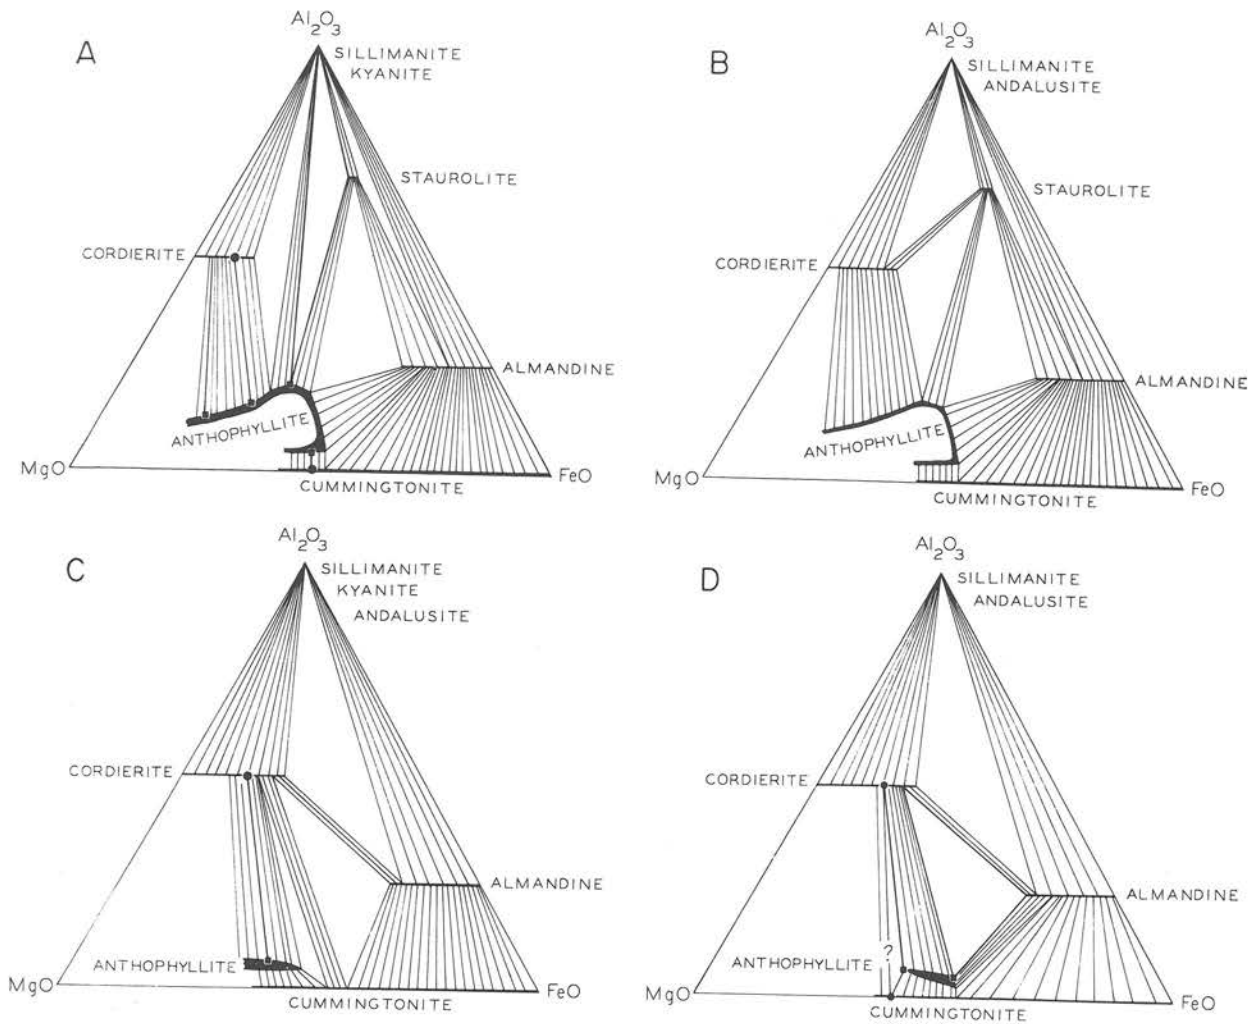 A
Al2O3
SILLIMANITE
KYANITE
STAUROLITE
CORDIERITE
ALMANDINE
ANTHOPHYLLITE
MgO
FeO
CUMMINGTONITE
B
Al2O3
SILLIMANITE
ANDALUSITE
STAUROLITE
CORDIERITE
ALMANDINE
ANTHOPHYLLITE
MgO
FeO
CUMMINGTONITE
C
Al2O3
SILLIMANITE
KYANITE
ANDALUSITE
CORDIERITE
ALMANDINE
ANTHOPHYLLITE
MgO
FeO
CUMMINGTONITE
D
Al2O3
SILLIMANITE
ANDALUSITE
CORDIERITE
ALMANDINE
?
ANTHOPHYLLITE
MgO
FeO
CUMMINGTONITE